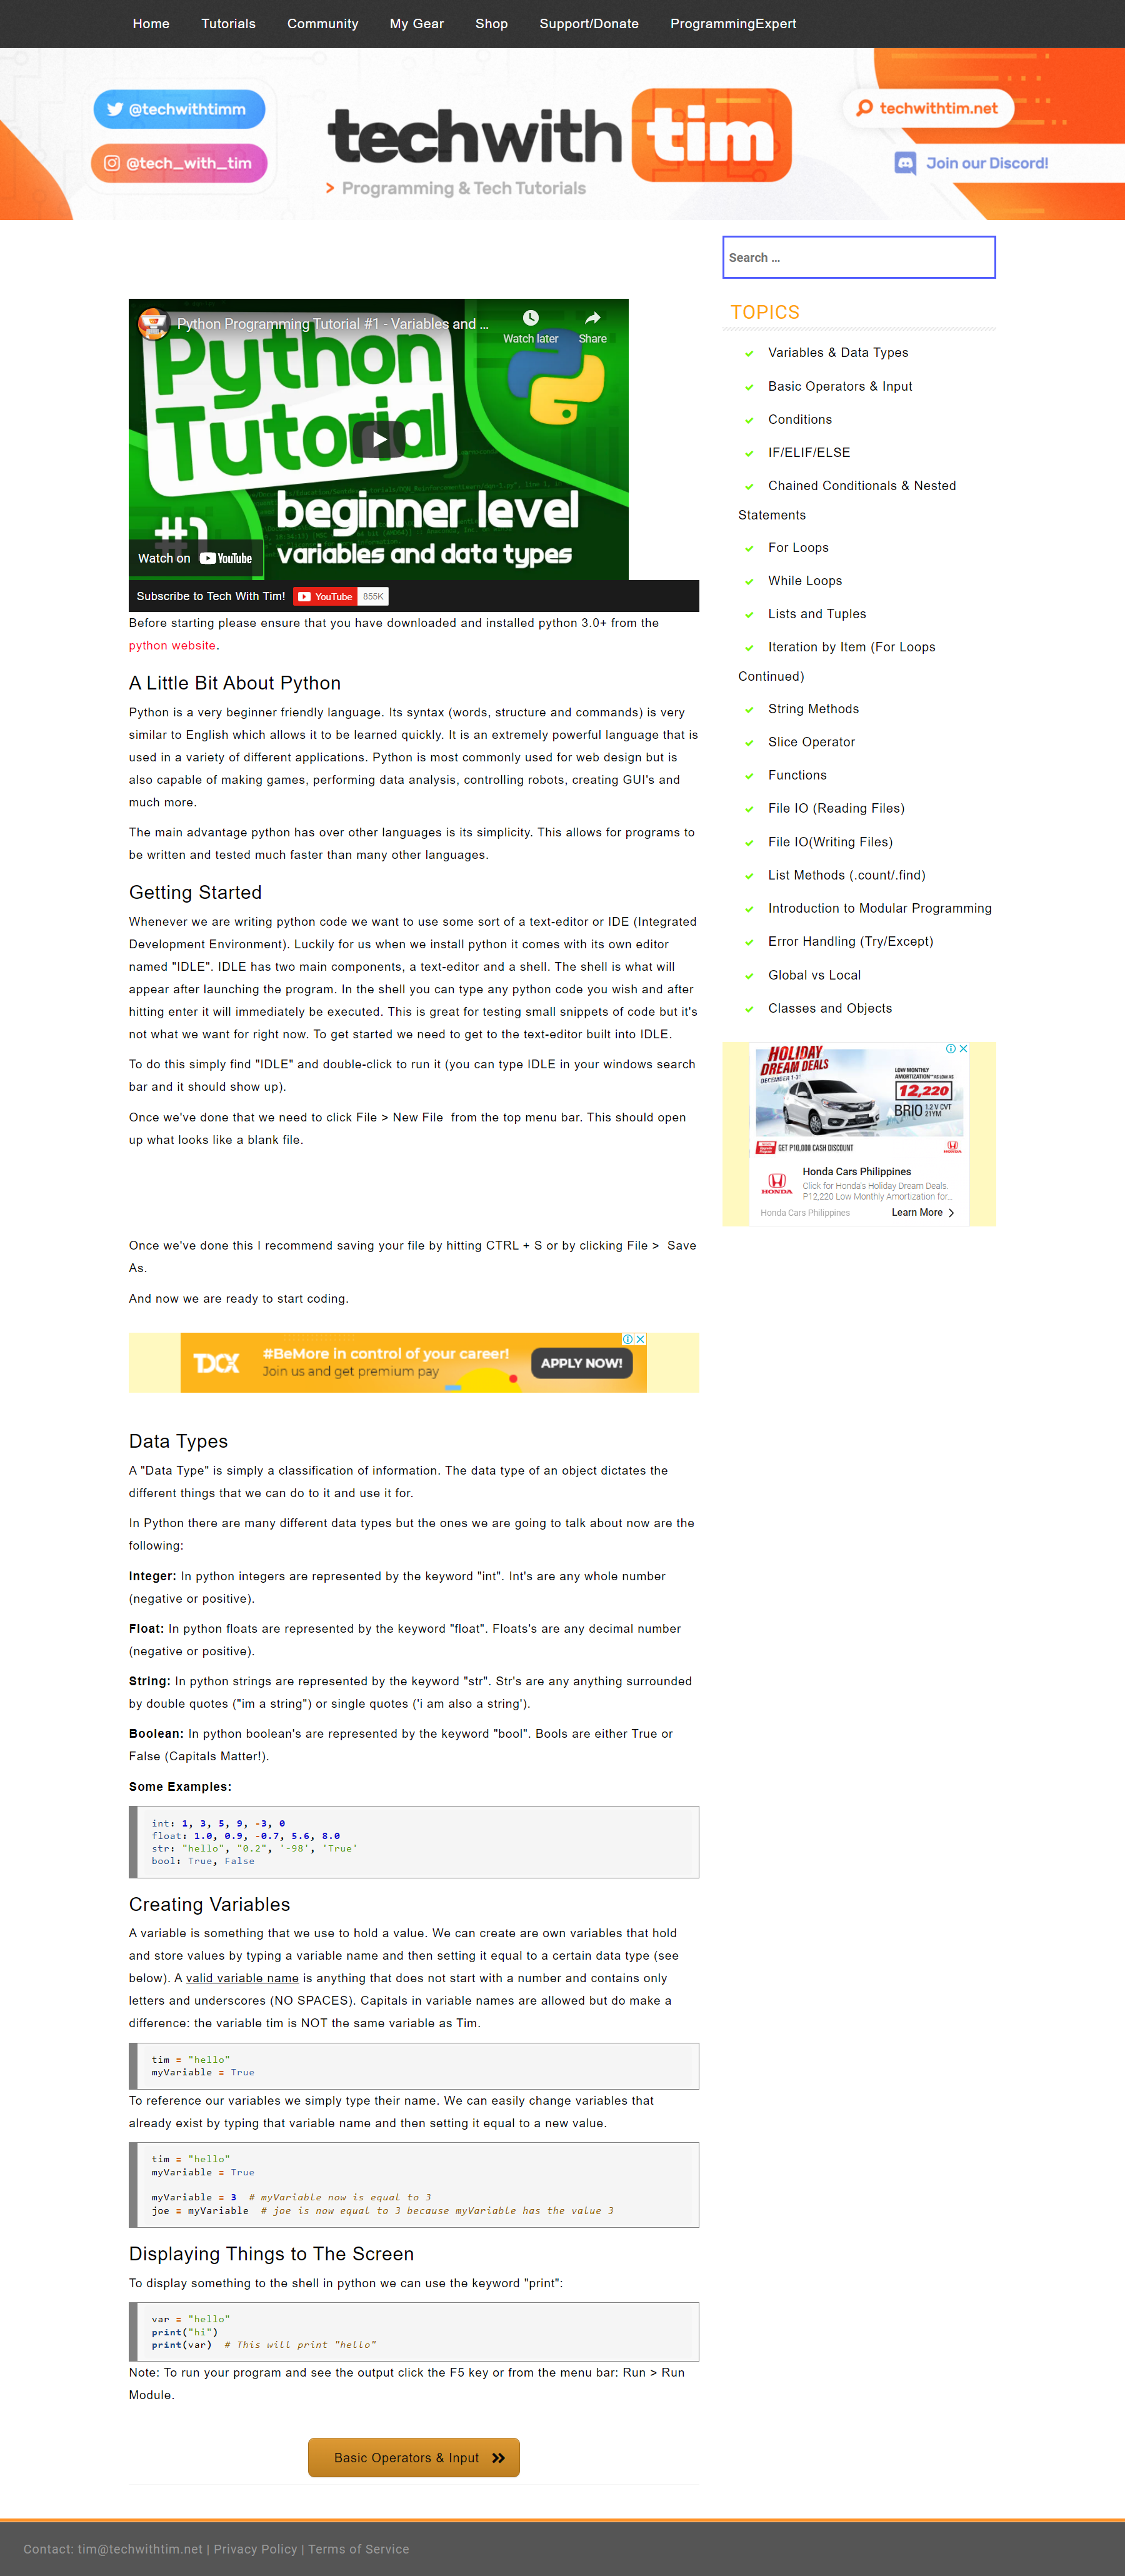 Home Tutorials Community My Gear Shop Support/Donate ProgrammingExpert
@techwithtimm
@tech_with_tim
techwith tim
> Programming & Tech Tutorials
techwithtim.net
Join our Discord!
Search ...
Python Programming Tutorial #1 - Variables and ...
Watch later Share
Python
Tutorial
#1
beginner level
variables and data types
Watch on YouTube
Subscribe to Tech With Tim! YouTube 855K
Before starting please ensure that you have downloaded and installed python 3.0+ from the
python website.
A Little Bit About Python
Python is a very beginner friendly language. Its syntax (words, structure and commands) is very
similar to English which allows it to be learned quickly. It is an extremely powerful language that is
used in a variety of different applications. Python is most commonly used for web design but is
also capable of making games, performing data analysis, controlling robots, creating GUI's and
much more.
The main advantage python has over other languages is its simplicity. This allows for programs to
be written and tested much faster than many other languages.
Getting Started
Whenever we are writing python code we want to use some sort of a text-editor or IDE (Integrated
Development Environment). Luckily for us when we install python it comes with its own editor
named "IDLE". IDLE has two main components, a text-editor and a shell. The shell is what will
appear after launching the program. In the shell you can type any python code you wish and after
hitting enter it will immediately be executed. This is great for testing small snippets of code but it's
not what we want for right now. To get started we need to get to the text-editor built into IDLE.
To do this simply find "IDLE" and double-click to run it (you can type IDLE in your windows search
bar and it should show up).
Once we've done that we need to click File > New File  from the top menu bar. This should open
up what looks like a blank file.
Once we've done this I recommend saving your file by hitting CTRL + S or by clicking File >  Save
As.
And now we are ready to start coding.
TDCX
#BeMore in control of your career!
Join us and get premium pay
APPLY NOW!
Data Types
A "Data Type" is simply a classification of information. The data type of an object dictates the
different things that we can do to it and use it for.
In Python there are many different data types but the ones we are going to talk about now are the
following:
Integer: In python integers are represented by the keyword "int". Int's are any whole number
(negative or positive).
Float: In python floats are represented by the keyword "float". Floats's are any decimal number
(negative or positive).
String: In python strings are represented by the keyword "str". Str's are any anything surrounded
by double quotes ("im a string") or single quotes ('i am also a string').
Boolean: In python boolean's are represented by the keyword "bool". Bools are either True or
False (Capitals Matter!).
Some Examples:
int: 1, 3, 5, 9, -3, 0
float: 1.0, 0.9, -0.7, 5.6, 8.0
str: "hello", "0.2", '-98', 'True'
bool: True, False
Creating Variables
A variable is something that we use to hold a value. We can create are own variables that hold
and store values by typing a variable name and then setting it equal to a certain data type (see
below). A valid variable name is anything that does not start with a number and contains only
letters and underscores (NO SPACES). Capitals in variable names are allowed but do make a
difference: the variable tim is NOT the same variable as Tim.
tim = "hello"
myVariable = True
To reference our variables we simply type their name. We can easily change variables that
already exist by typing that variable name and then setting it equal to a new value.
tim = "hello"
myVariable = True
myVariable = 3  # myVariable now is equal to 3
joe = myVariable  # joe is now equal to 3 because myVariable has the value 3
Displaying Things to The Screen
To display something to the shell in python we can use the keyword "print":
var = "hello"
print("hi")
print(var)  # This will print "hello"
Note: To run your program and see the output click the F5 key or from the menu bar: Run > Run
Module.
Basic Operators & Input
TOPICS
Variables & Data Types
Basic Operators & Input
Conditions
IF/ELIF/ELSE
Chained Conditionals & Nested
Statements
For Loops
While Loops
Lists and Tuples
Iteration by Item (For Loops
Continued)
String Methods
Slice Operator
Functions
File IO (Reading Files)
File IO(Writing Files)
List Methods (.count/.find)
Introduction to Modular Programming
Error Handling (Try/Except)
Global vs Local
Classes and Objects
HOLIDAY
DREAM DEALS
DECEMBER 1-31
LOW MONTHLY
AMORTIZATION AS LOW AS
12,220
BRIO 1.2 V CVT
21YM
GET P10,000 CASH DISCOUNT
HONDA
Honda Cars Philippines
Click for Honda's Holiday Dream Deals.
P12,220 Low Monthly Amortization for...
Honda Cars Philippines Learn More
Contact: tim@techwithtim.net | Privacy Policy | Terms of Service